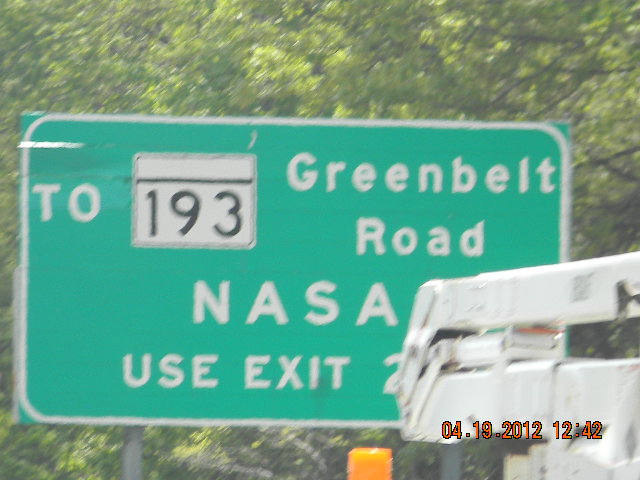 TO 193 Greenbelt
Road
NASA
USE EXIT 2
04.19.2012 12:42